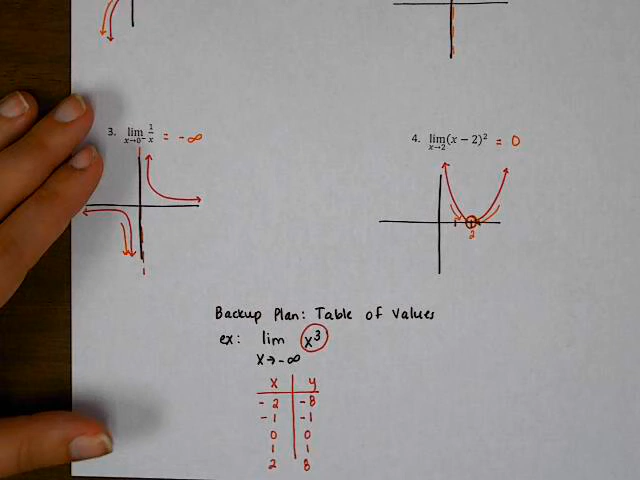 3. lim x→0⁻ 1/x = -∞
4. lim x→2 (x − 2)² = 0
2
Backup Plan: Table of Values
ex: lim x³
x→-∞
x y
-2 -8
-1 -1
0 0
1 1
2 8